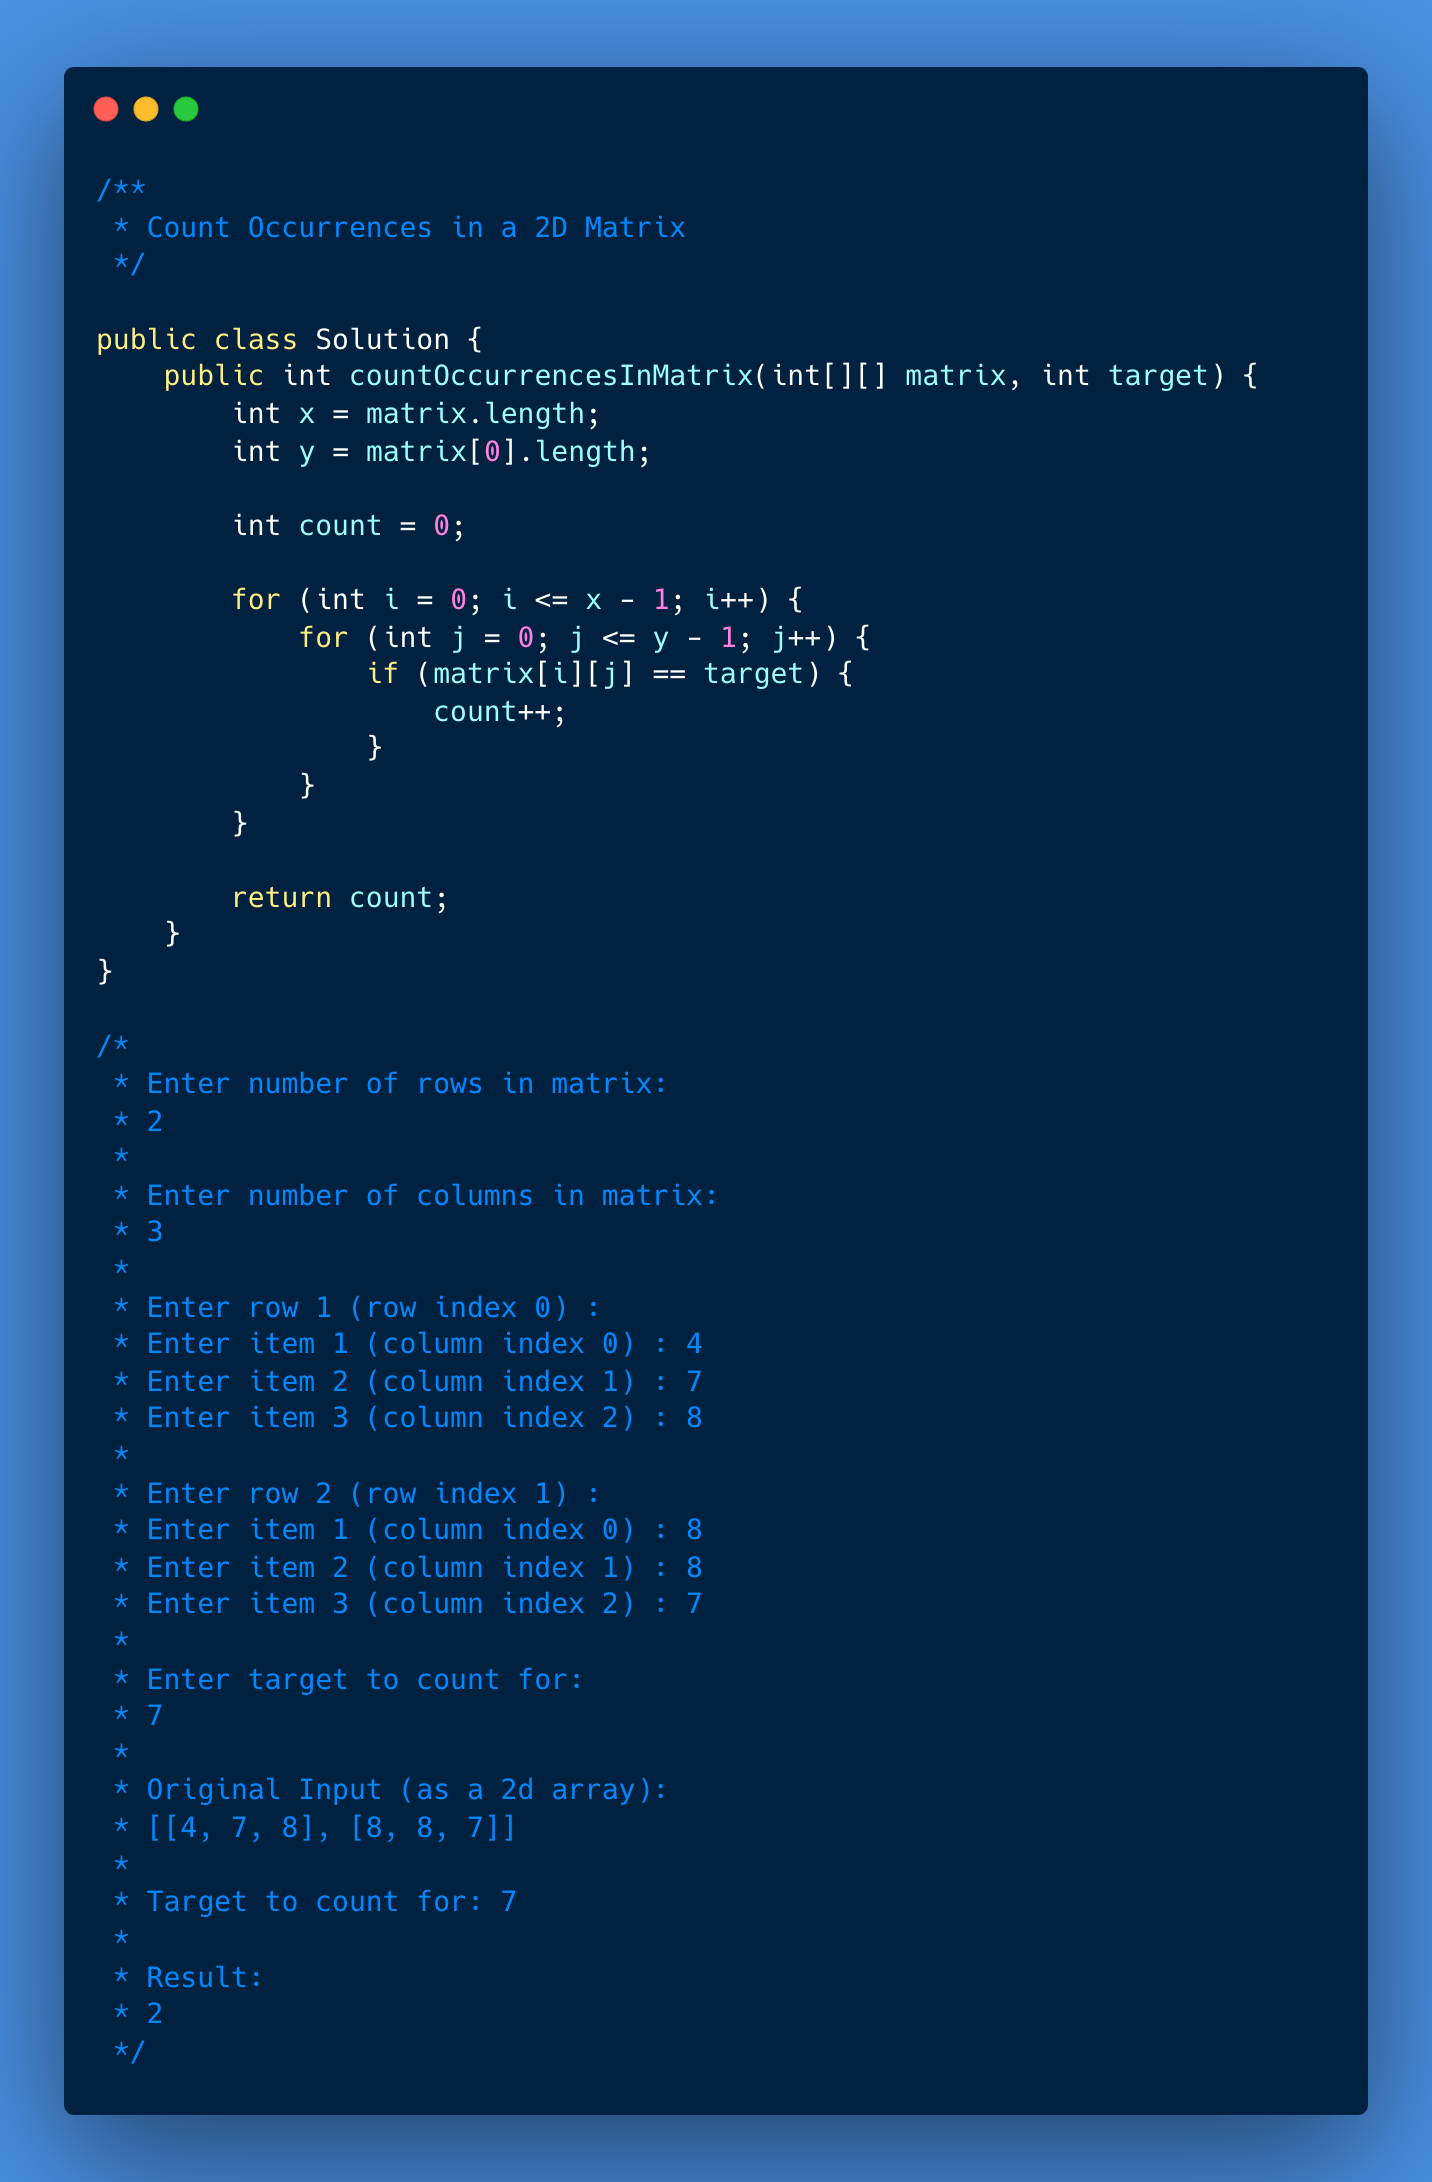 /**
 * Count Occurrences in a 2D Matrix
 */

public class Solution {
    public int countOccurrencesInMatrix(int[][] matrix, int target) {
        int x = matrix.length;
        int y = matrix[0].length;

        int count = 0;

        for (int i = 0; i <= x - 1; i++) {
            for (int j = 0; j <= y - 1; j++) {
                if (matrix[i][j] == target) {
                    count++;
                }
            }
        }

        return count;
    }
}

/*
 * Enter number of rows in matrix:
 * 2
 *
 * Enter number of columns in matrix:
 * 3
 *
 * Enter row 1 (row index 0) :
 * Enter item 1 (column index 0) : 4
 * Enter item 2 (column index 1) : 7
 * Enter item 3 (column index 2) : 8
 *
 * Enter row 2 (row index 1) :
 * Enter item 1 (column index 0) : 8
 * Enter item 2 (column index 1) : 8
 * Enter item 3 (column index 2) : 7
 *
 * Enter target to count for:
 * 7
 *
 * Original Input (as a 2d array):
 * [[4, 7, 8], [8, 8, 7]]
 *
 * Target to count for: 7
 *
 * Result:
 * 2
 */